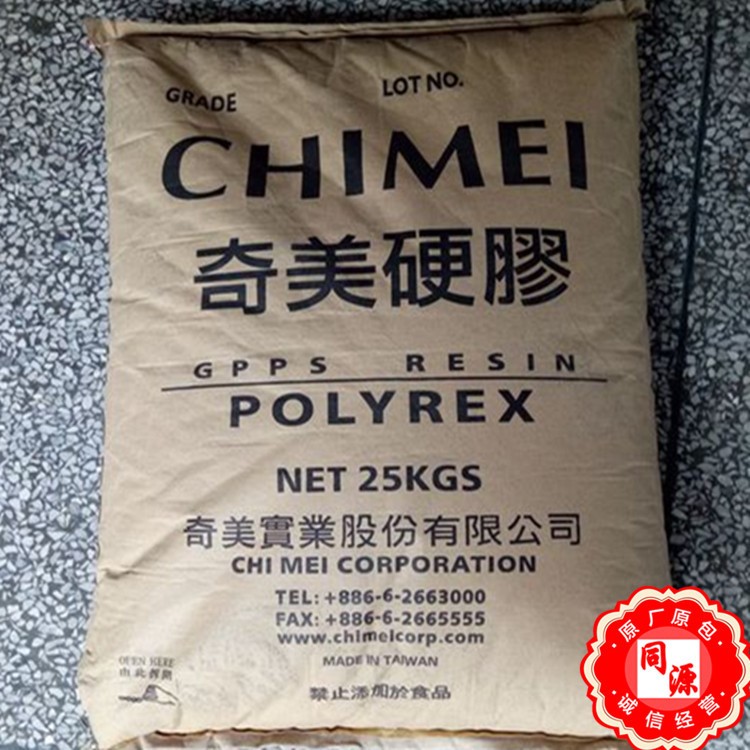 GRADE LOT NO.
CHIMEI
奇美硬膠
GPPS RESIN
POLYREX
NET 25KGS
奇美實業股份有限公司
CHI MEI CORPORATION
TEL: +886-6-2663000
FAX: +886-6-2665555
www.chimeicorp.com
MADE IN TAIWAN
OPEN HERE
由此拆開
禁止添加於食品
原厂原包
同源
诚信经营